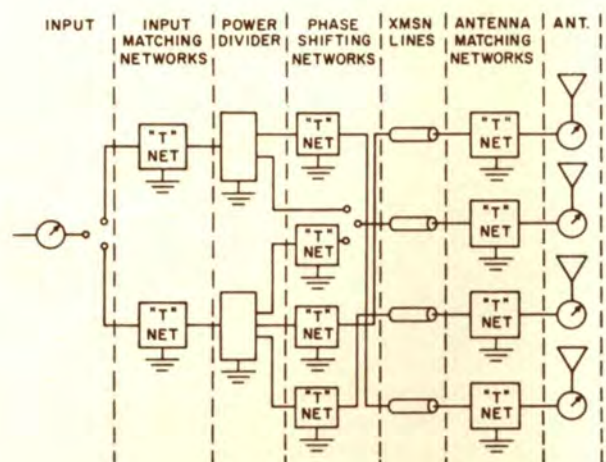 INPUT
INPUT
MATCHING
NETWORKS
POWER
DIVIDER
PHASE
SHIFTING
NETWORKS
XMSN
LINES
ANTENNA
MATCHING
NETWORKS
ANT.
"T"
NET
"T"
NET
"T"
NET
"T"
NET
"T"
NET
"T"
NET
"T"
NET
"T"
NET
"T"
NET
"T"
NET